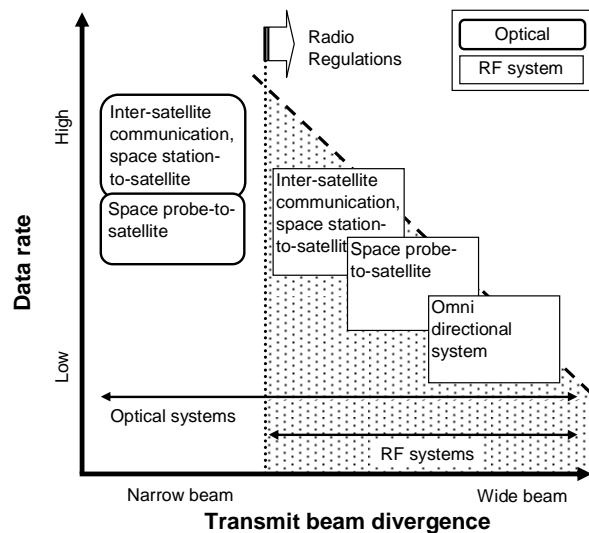 Radio
Regulations
Optical
RF system
Data rate
High
Low
Inter-satellite
communication,
space station-
to-satellite
Space probe-to-
satellite
Inter-satellite
communication,
space station-
to-satellite
Space probe-
to-satellite
Omni
directional
system
Optical systems
RF systems
Narrow beam
Wide beam
Transmit beam divergence